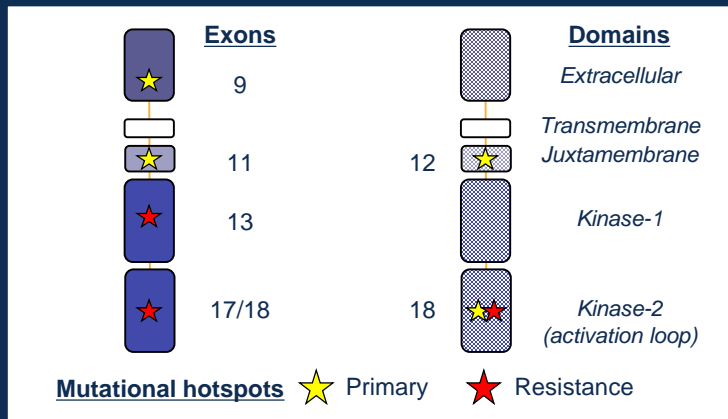 Exons Domains
9 Extracellular
Transmembrane
11 12 Juxtamembrane
13 Kinase-1
17/18 18 Kinase-2
(activation loop)
Mutational hotspots Primary Resistance